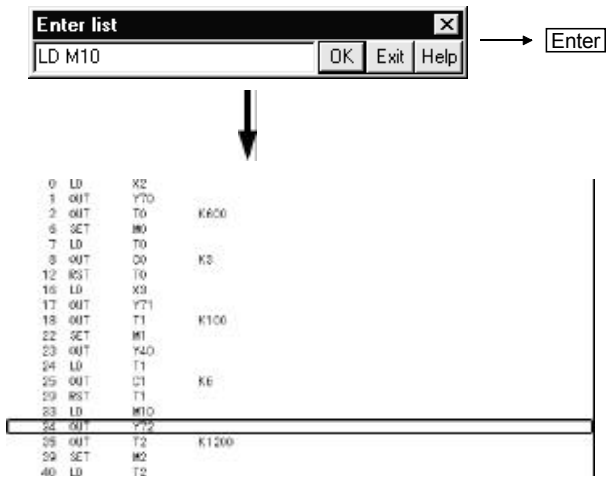 Enter list
LD M10 OK Exit Help
Enter
0 LD X2
1 OUT Y70
2 OUT T0 K600
6 SET M0
7 LD T0
8 OUT C0 K3
12 RST T0
16 LD X3
17 OUT Y71
18 OUT T1 K100
22 SET M1
23 OUT Y40
24 LD T1
25 OUT C1 K6
29 RST T1
33 LD M10
34 OUT Y72
35 OUT T2 K1200
39 SET M2
40 LD T2